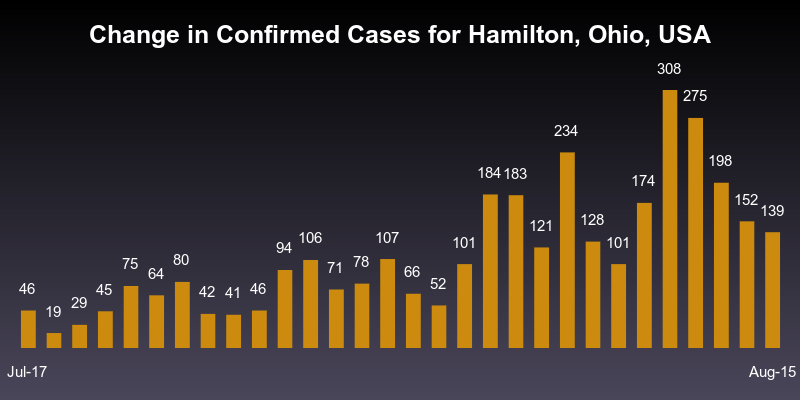 Change in Confirmed Cases for Hamilton, Ohio, USA
46 19 29 45 75 64 80 42 41 46 94 106 71 78 107 66 52 101 184 183 121 234 128 101 174 308 275 198 152 139
Jul-17 Aug-15